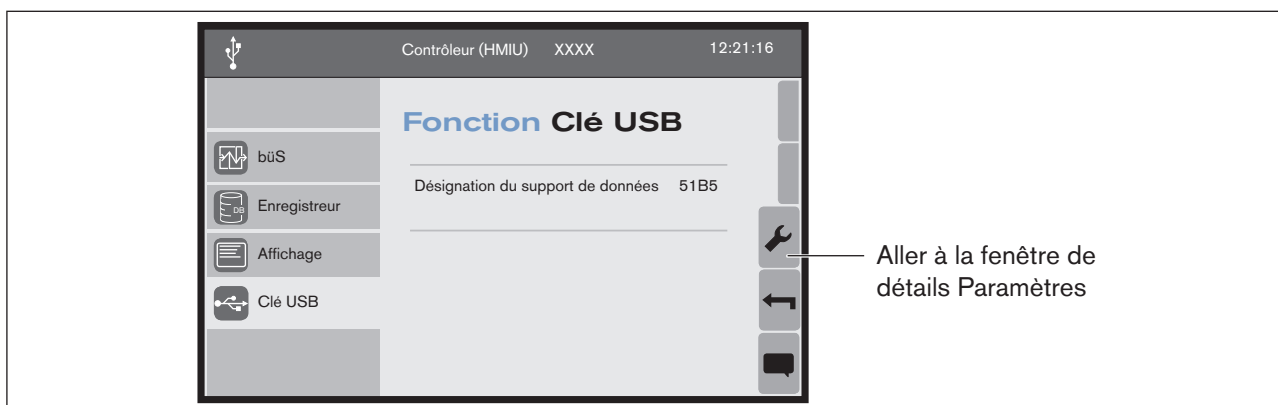 Contrôleur (HMIU) XXXX 12:21:16
Fonction Clé USB
büS
Désignation du support de données 51B5
Enregistreur
DB
Affichage
Clé USB
Aller à la fenêtre de
détails Paramètres